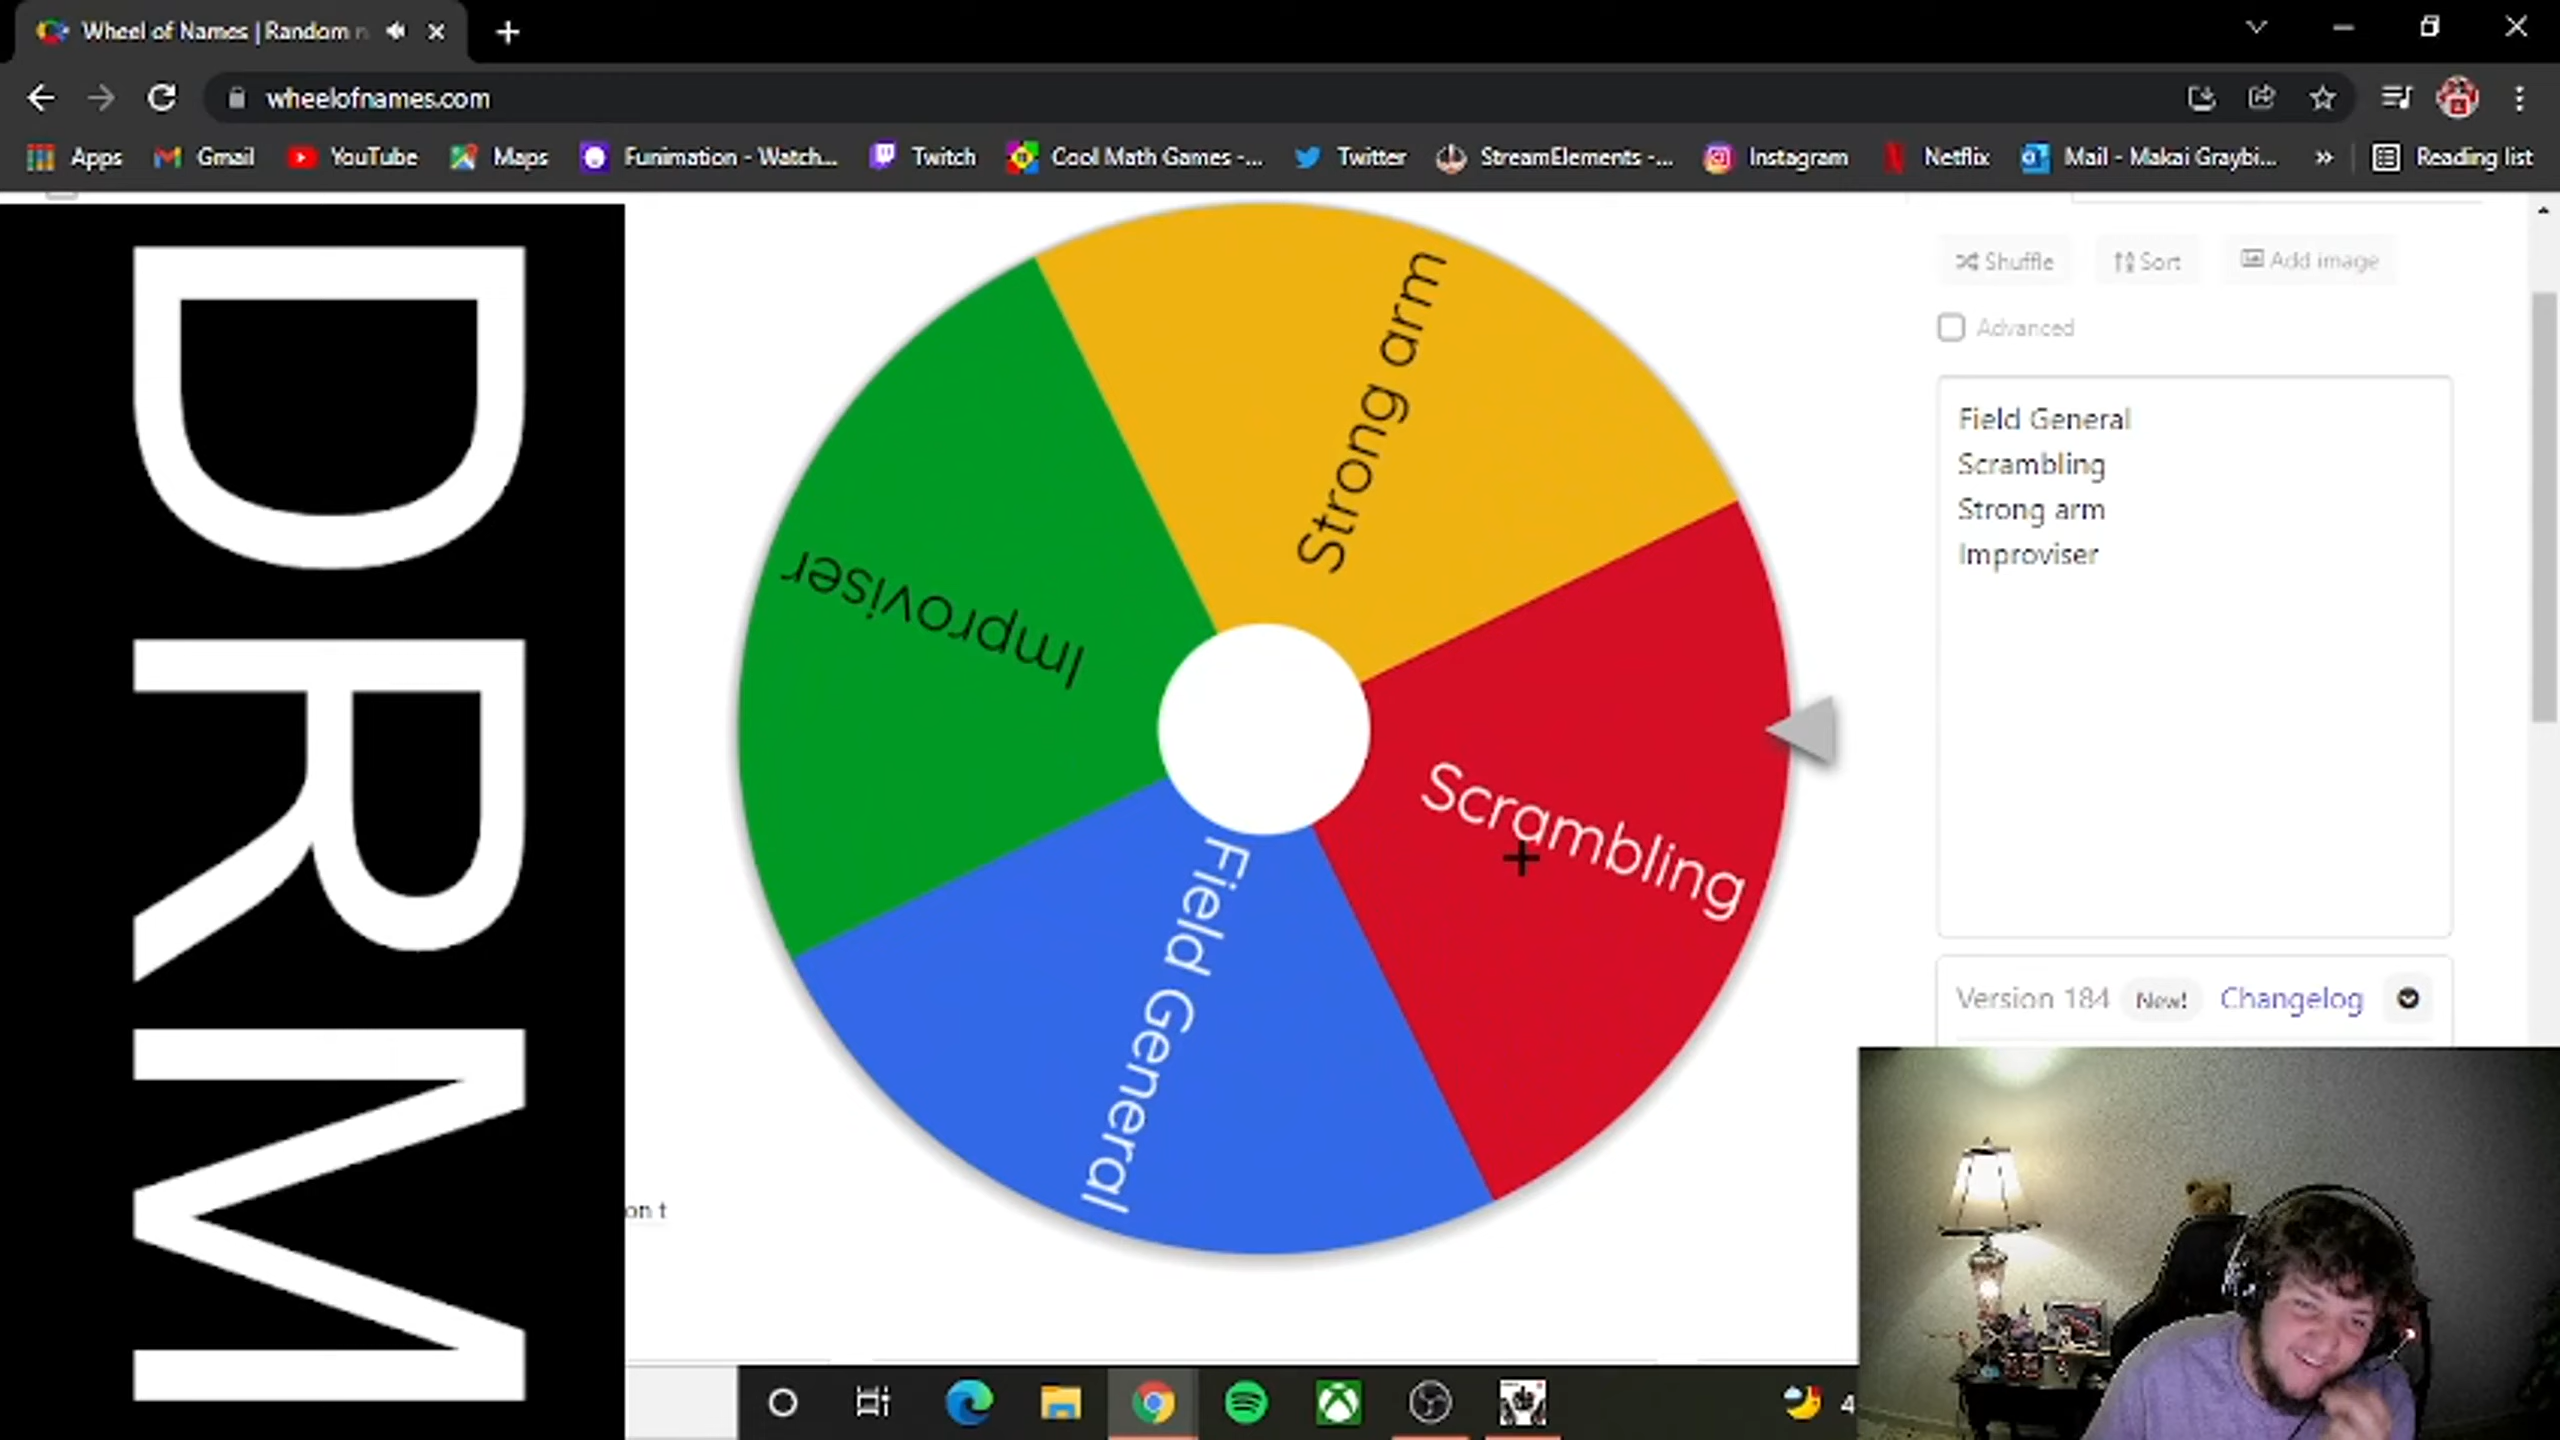 Wheel of Names | Random n
wheelofnames.com
Apps Gmail YouTube Maps Funimation - Watch... Twitch Cool Math Games -... Twitter StreamElements -... Instagram Netflix Mail - Makai Graybi... » Reading list
DRM
Strong arm
Improviser
Scrambling
Field General
Shuffle Sort Add image
Advanced
Field General
Scrambling
Strong arm
Improviser
Version 184 New! Changelog
on t
4